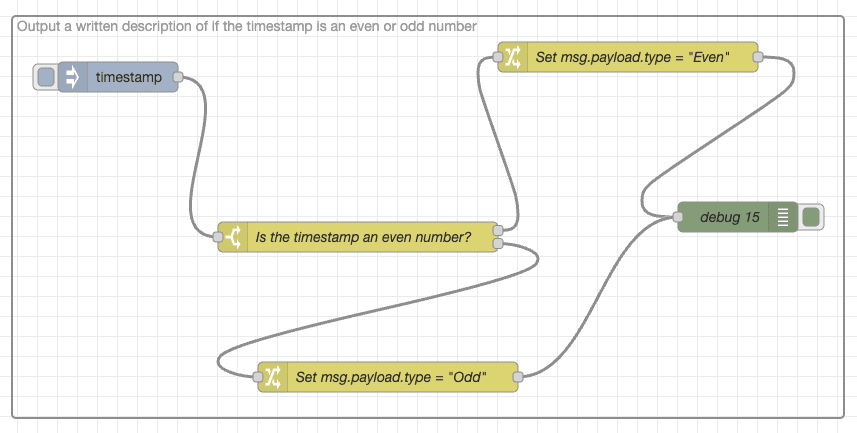 Output a written description of if the timestamp is an even or odd number
Set msg.payload.type = "Even"
timestamp
debug 15
Is the timestamp an even number?
Set msg.payload.type = "Odd"